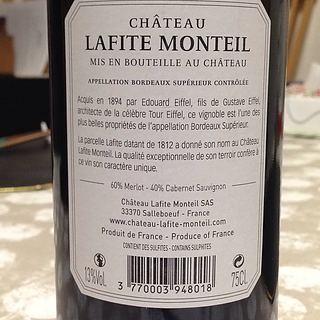 CHÂTEAU
LAFITE MONTEIL
MIS EN BOUTEILLE AU CHÂTEAU
APPELLATION BORDEAUX SUPÉRIEUR CONTRÔLÉE
Acquis en 1894 par Edouard Eiffel, fils de Gustave Eiffel,
architecte de la célèbre Tour Eiffel, ce vignoble est l'une des
plus belles propriétés de l'appellation Bordeaux Supérieur.
La parcelle Lafite datant de 1812 a donné son nom au Château
Lafite Monteil. La qualité exceptionnelle de son terroir confère à
ce vin son caractère unique.
60% Merlot - 40% Cabernet Sauvignon
Château Lafite Monteil SAS
33370 Salleboeuf - France
www.chateau-lafite-monteil.com
Produit de France - Produce of France
CONTIENT DES SULFITES - CONTAINS SULPHITES
13%Vol.
75CL
3 770003 948018